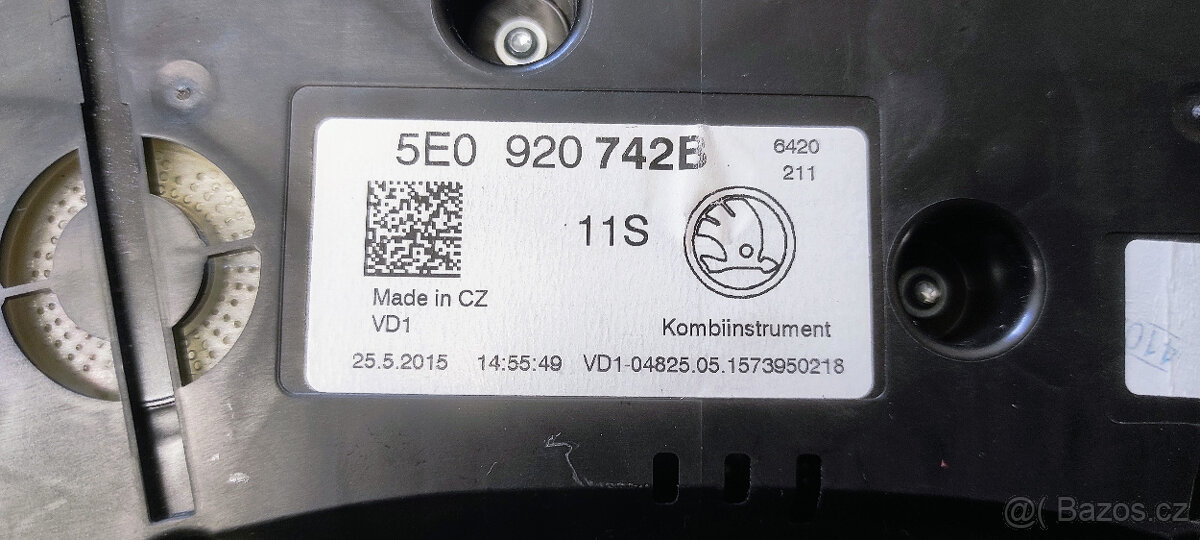 5E0 920 742B
6420
211
11S
Made in CZ
VD1
Kombiinstrument
25.5.2015 14:55:49 VD1-04825.05.1573950218
@( Bazoš.cz